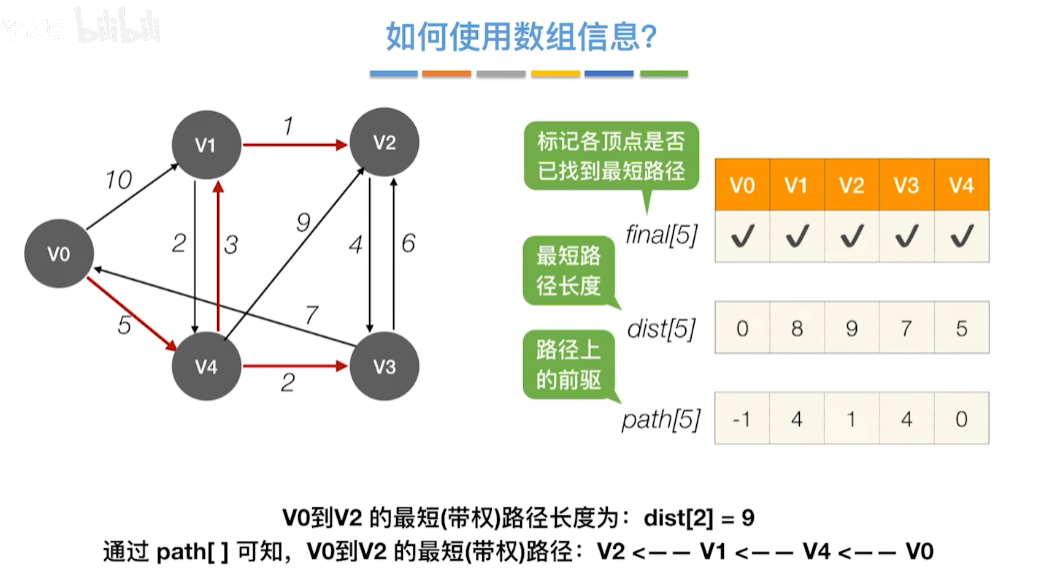 bilibili
如何使用数组信息?
1
V1
V2
10
标记各顶点是否
已找到最短路径
V0 V1 V2 V3 V4
V0
2
3
9
4
6
final[5] ✔ ✔ ✔ ✔ ✔
最短路
径长度
5
7
dist[5] 0 8 9 7 5
V4
V3
2
路径上
的前驱
path[5] -1 4 1 4 0
V0到V2 的最短(带权)路径长度为：dist[2] = 9
通过 path[ ] 可知，V0到V2 的最短(带权)路径：V2 <—— V1 <—— V4 <—— V0